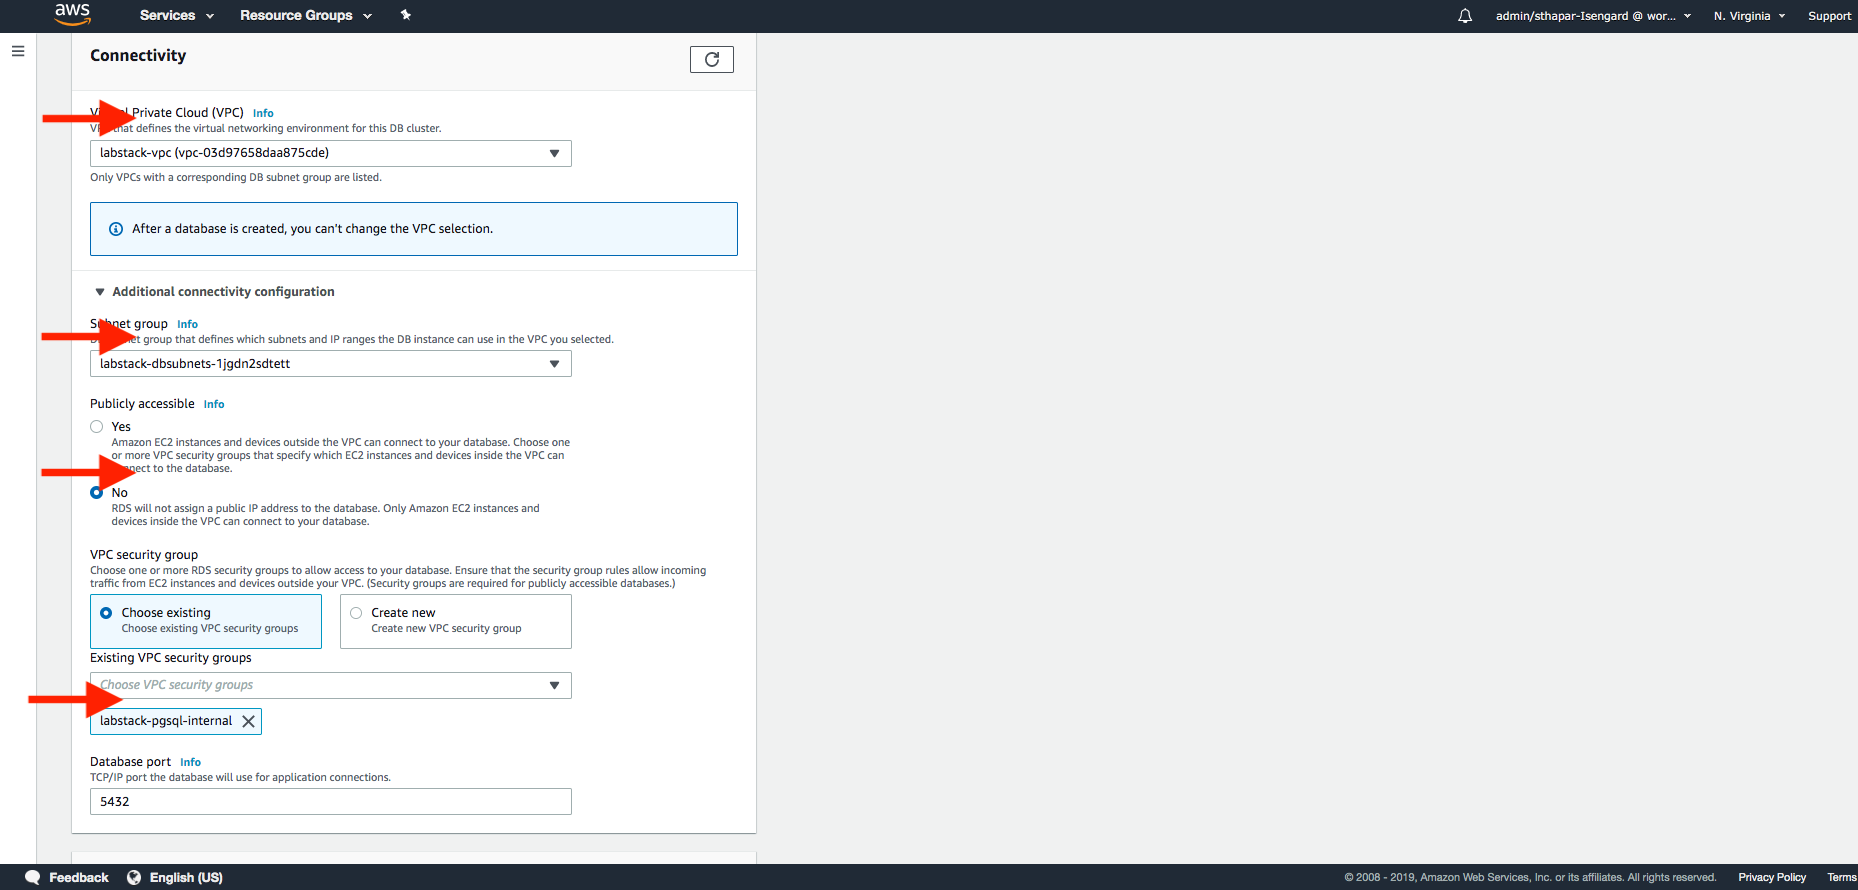 aws Services Resource Groups admin/sthapar-Isengard @ wor... N. Virginia Support
Connectivity
Private Cloud (VPC) Info
that defines the virtual networking environment for this DB cluster.
labstack-vpc (vpc-03d97658daa875cde)
Only VPCs with a corresponding DB subnet group are listed.
After a database is created, you can't change the VPC selection.
Additional connectivity configuration
Subnet group Info
group that defines which subnets and IP ranges the DB instance can use in the VPC you selected.
labstack-dbsubnets-1jgdn2sdtett
Publicly accessible Info
Yes
Amazon EC2 instances and devices outside the VPC can connect to your database. Choose one
or more VPC security groups that specify which EC2 instances and devices inside the VPC can
connect to the database.
No
RDS will not assign a public IP address to the database. Only Amazon EC2 instances and
devices inside the VPC can connect to your database.
VPC security group
Choose one or more RDS security groups to allow access to your database. Ensure that the security group rules allow incoming
traffic from EC2 instances and devices outside your VPC. (Security groups are required for publicly accessible databases.)
Choose existing
Choose existing VPC security groups
Create new
Create new VPC security group
Existing VPC security groups
Choose VPC security groups
labstack-pgsql-internal
Database port Info
TCP/IP port the database will use for application connections.
5432
Feedback English (US) © 2008 - 2019, Amazon Web Services, Inc. or its affiliates. All rights reserved. Privacy Policy Terms